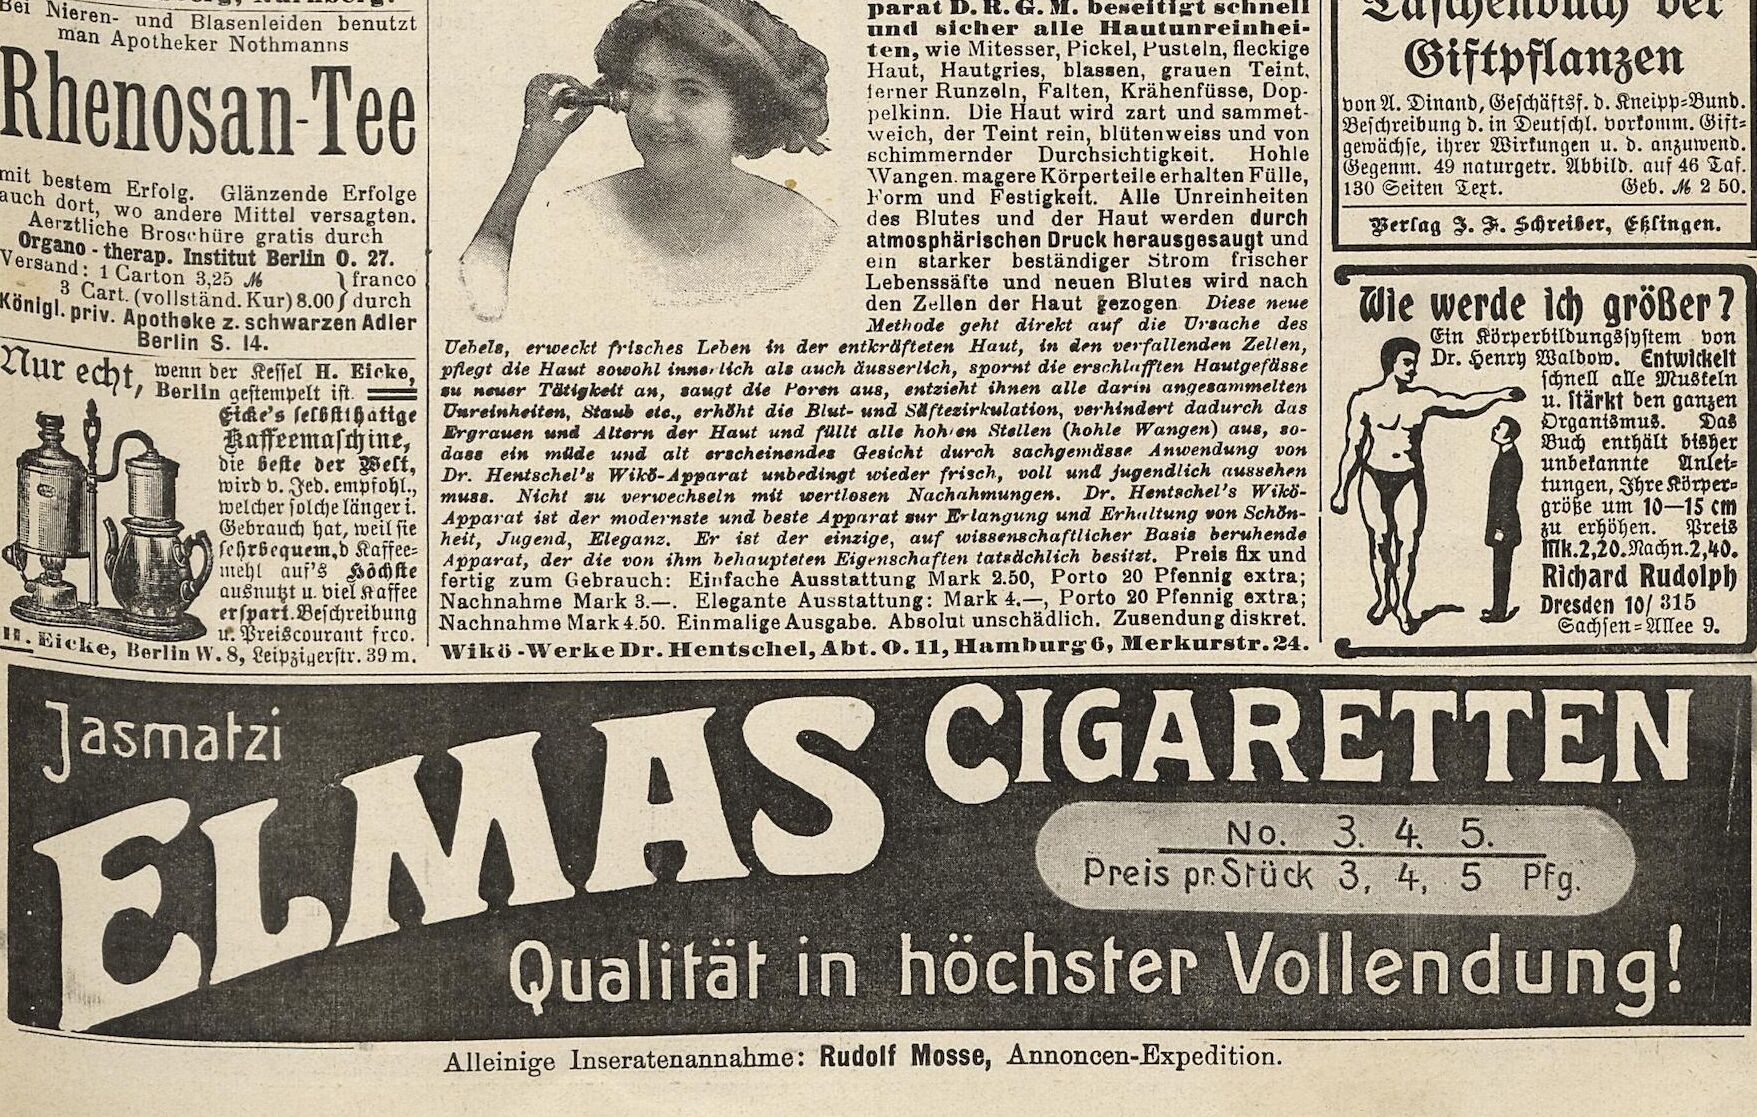 Bei Nieren- und Blasenleiden benutzt
man Apotheker Nothmanns
Rhenosan-Tee
mit bestem Erfolg. Glänzende Erfolge
auch dort, wo andere Mittel versagten.
Aerztliche Broschüre gratis durch
Organo-therap. Institut Berlin O. 27.
Versand: 1 Carton 3,25 M } franco
3 Cart. (vollständ. Kur) 8.00 } durch
Königl. priv. Apotheke z. schwarzen Adler
Berlin S. 14.
Nur echt, wenn der Kessel H. Eicke,
Berlin gestempelt ist.
Eicke's selbstthätige
Kaffeemaschine,
die beste der Welt,
wird v. Jed. empfohl.,
welcher solche länger i.
Gebrauch hat, weil sie
sehr bequem, d Kaffee-
mehl auf's Höchste
ausnutzt u. viel Kaffee
erspart. Beschreibung
u. Preiscourant frco.
H. Eicke, Berlin W. 8, Leipzigerstr. 39 m.
parat D. R. G. M. beseitigt schnell
und sicher alle Hautunreinhei-
ten, wie Mitesser, Pickel, Pusteln, fleckige
Haut, Hautgries, blassen, grauen Teint,
ferner Runzeln, Falten, Krähenfüsse, Dop-
pelkinn. Die Haut wird zart und sammet-
weich, der Teint rein, blütenweiss und von
schimmernder Durchsichtigkeit. Hohle
Wangen, magere Körperteile erhalten Fülle,
Form und Festigkeit. Alle Unreinheiten
des Blutes und der Haut werden durch
atmosphärischen Druck herausgesaugt und
ein starker beständiger Strom frischer
Lebenssäfte und neuen Blutes wird nach
den Zellen der Haut gezogen Diese neue
Methode geht direkt auf die Ursache des
Uebels, erweckt frisches Leben in der entkräfteten Haut, in den verfallenden Zellen,
pflegt die Haut sowohl innerlich als auch äusserlich, spornt die erschlafften Hautgefässe
zu neuer Tätigkeit an, saugt die Poren aus, entzieht ihnen alle darin angesammelten
Unreinheiten, Staub etc., erhöht die Blut- und Säftezirkulation, verhindert dadurch das
Ergrauen und Altern der Haut und füllt alle hohlen Stellen (hohle Wangen) aus, so-
dass ein müde und alt erscheinendes Gesicht durch sachgemässe Anwendung von
Dr. Hentschel's Wikö-Apparat unbedingt wieder frisch, voll und jugendlich aussehen
muss. Nicht zu verwechseln mit wertlosen Nachahmungen. Dr. Hentschel's Wikö-
Apparat ist der modernste und beste Apparat zur Erlangung und Erhaltung von Schön-
heit, Jugend, Eleganz. Er ist der einzige, auf wissenschaftlicher Basis beruhende
Apparat, der die von ihm behaupteten Eigenschaften tatsächlich besitzt. Preis fix und
fertig zum Gebrauch: Einfache Ausstattung Mark 2.50, Porto 20 Pfennig extra;
Nachnahme Mark 3.—. Elegante Ausstattung: Mark 4.—, Porto 20 Pfennig extra;
Nachnahme Mark 4.50. Einmalige Ausgabe. Absolut unschädlich. Zusendung diskret.
Wikö-Werke Dr. Hentschel, Abt. O. 11, Hamburg 6, Merkurstr. 24.
Taschenbuch der
Giftpflanzen
von A. Dinand, Geschäftsf. d. Kneipp-Bund.
Beschreibung d. in Deutschl. vorkomm. Gift-
gewächse, ihrer Wirkungen u. d. anzuwend.
Gegenm. 49 naturgetr. Abbild. auf 46 Taf.
130 Seiten Text. Geb. M 2 50.
Verlag J. F. Schreiber, Eßlingen.
Wie werde ich größer?
Ein Körperbildungssystem von
Dr. Henry Waldow. Entwickelt
schnell alle Muskeln
u. stärkt den ganzen
Organismus. Das
Buch enthält bisher
unbekannte Anlei-
tungen, Ihre Körper-
größe um 10—15 cm
zu erhöhen. Preis
Mk. 2,20. Nachn. 2,40.
Richard Rudolph
Dresden 10/ 315
Sachsen-Allee 9.
Jasmatzi
ELMAS CIGARETTEN
No. 3. 4. 5.
Preis pr. Stück 3, 4, 5 Pfg.
Qualität in höchster Vollendung!
Alleinige Inseratenannahme: Rudolf Mosse, Annoncen-Expedition.